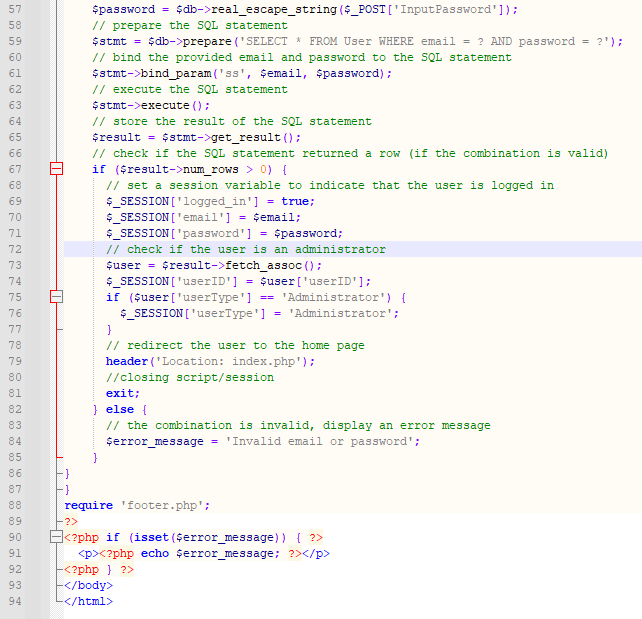 57 $password = $db->real_escape_string($_POST['InputPassword']);
58 // prepare the SQL statement
59 $stmt = $db->prepare('SELECT * FROM User WHERE email = ? AND password = ?');
60 // bind the provided email and password to the SQL statement
61 $stmt->bind_param('ss', $email, $password);
62 // execute the SQL statement
63 $stmt->execute();
64 // store the result of the SQL statement
65 $result = $stmt->get_result();
66 // check if the SQL statement returned a row (if the combination is valid)
67 if ($result->num_rows > 0) {
68 // set a session variable to indicate that the user is logged in
69 $_SESSION['logged_in'] = true;
70 $_SESSION['email'] = $email;
71 $_SESSION['password'] = $password;
72 // check if the user is an administrator
73 $user = $result->fetch_assoc();
74 $_SESSION['userID'] = $user['userID'];
75 if ($user['userType'] == 'Administrator') {
76 $_SESSION['userType'] = 'Administrator';
77 }
78 // redirect the user to the home page
79 header('Location: index.php');
80 //closing script/session
81 exit;
82 } else {
83 // the combination is invalid, display an error message
84 $error_message = 'Invalid email or password';
85 }
86 }
87 }
88 require 'footer.php';
89 ?>
90 <?php if (isset($error_message)) { ?>
91 <p><?php echo $error_message; ?></p>
92 <?php } ?>
93 </body>
94 </html>